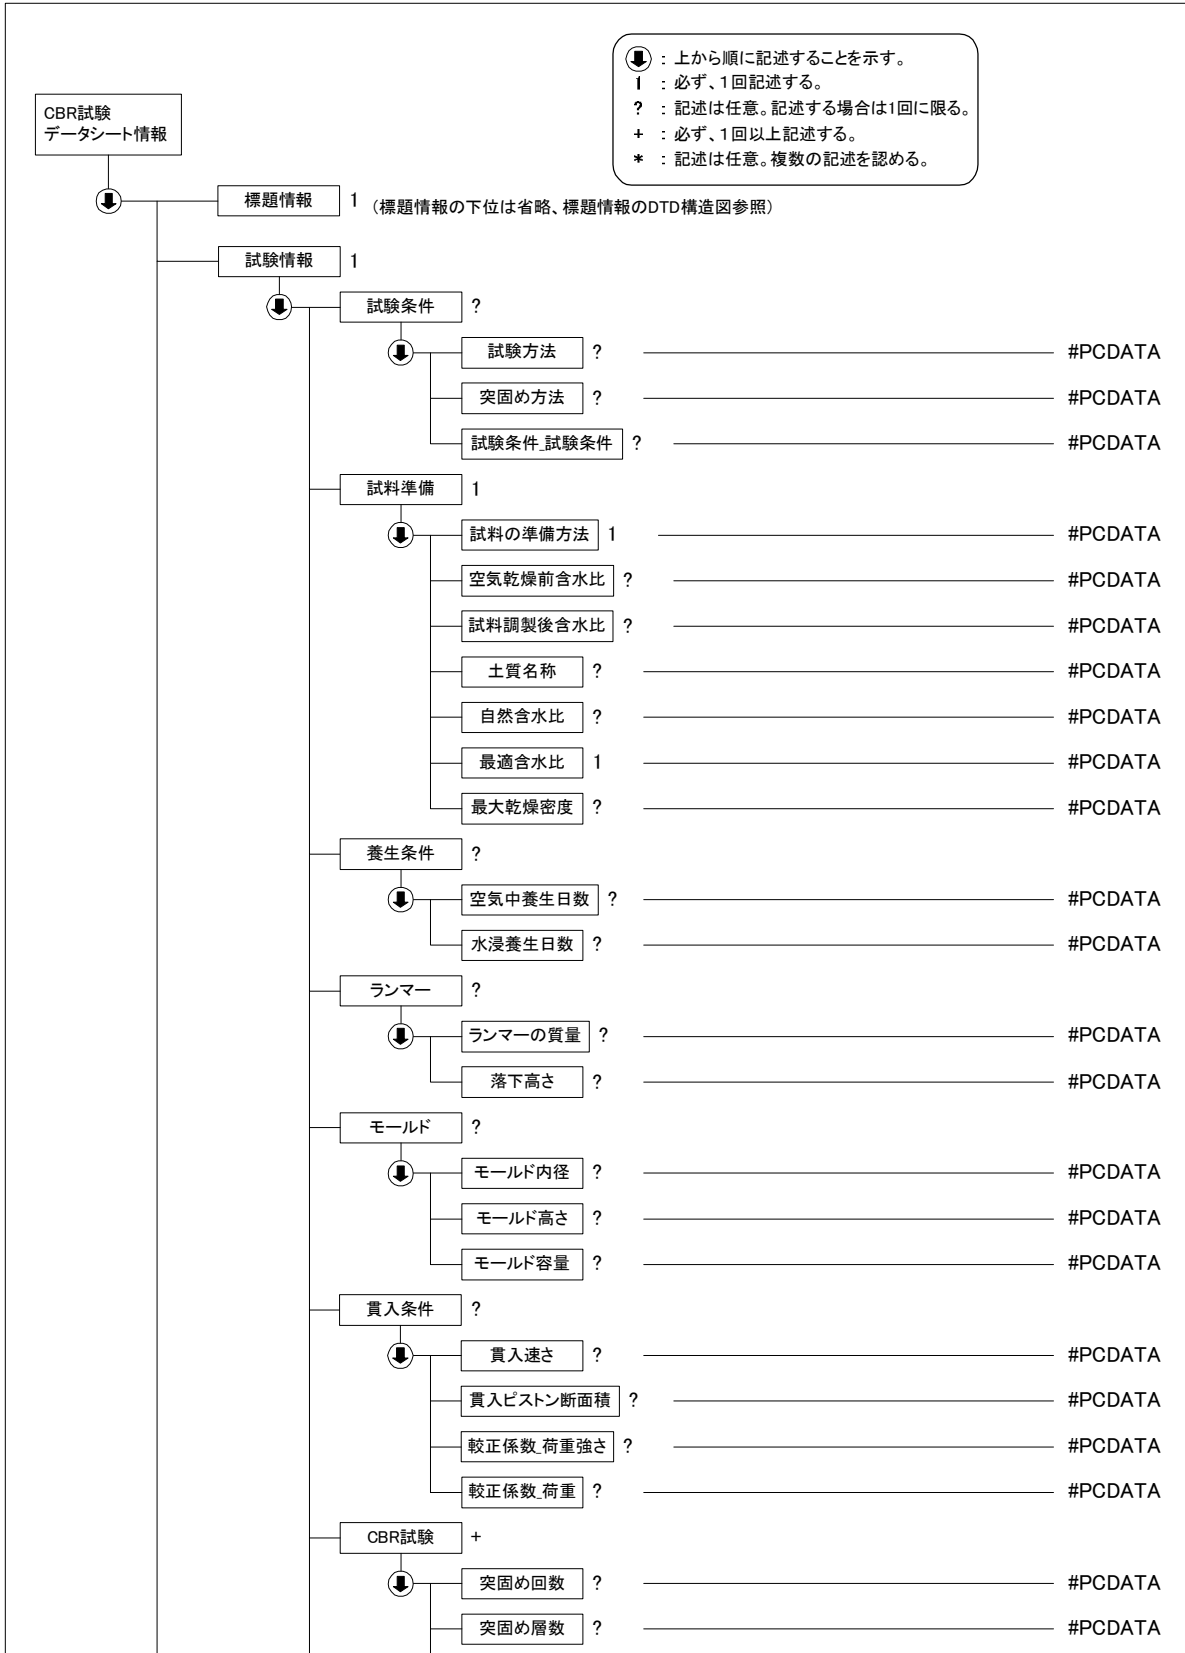 : 上から順に記述することを示す。
1 : 必ず、1回記述する。
? : 記述は任意。記述する場合は1回に限る。
+ : 必ず、1回以上記述する。
* : 記述は任意。複数の記述を認める。
CBR試験
データシート情報
標題情報 1 (標題情報の下位は省略、標題情報のDTD構造図参照)
試験情報 1
試験条件 ?
試験方法 ? #PCDATA
突固め方法 ? #PCDATA
試験条件_試験条件 ? #PCDATA
試料準備 1
試料の準備方法 1 #PCDATA
空気乾燥前含水比 ? #PCDATA
試料調製後含水比 ? #PCDATA
土質名称 ? #PCDATA
自然含水比 ? #PCDATA
最適含水比 1 #PCDATA
最大乾燥密度 ? #PCDATA
養生条件 ?
空気中養生日数 ? #PCDATA
水浸養生日数 ? #PCDATA
ランマー ?
ランマーの質量 ? #PCDATA
落下高さ ? #PCDATA
モールド ?
モールド内径 ? #PCDATA
モールド高さ ? #PCDATA
モールド容量 ? #PCDATA
貫入条件 ?
貫入速さ ? #PCDATA
貫入ピストン断面積 ? #PCDATA
較正係数_荷重強さ ? #PCDATA
較正係数_荷重 ? #PCDATA
CBR試験 +
突固め回数 ? #PCDATA
突固め層数 ? #PCDATA